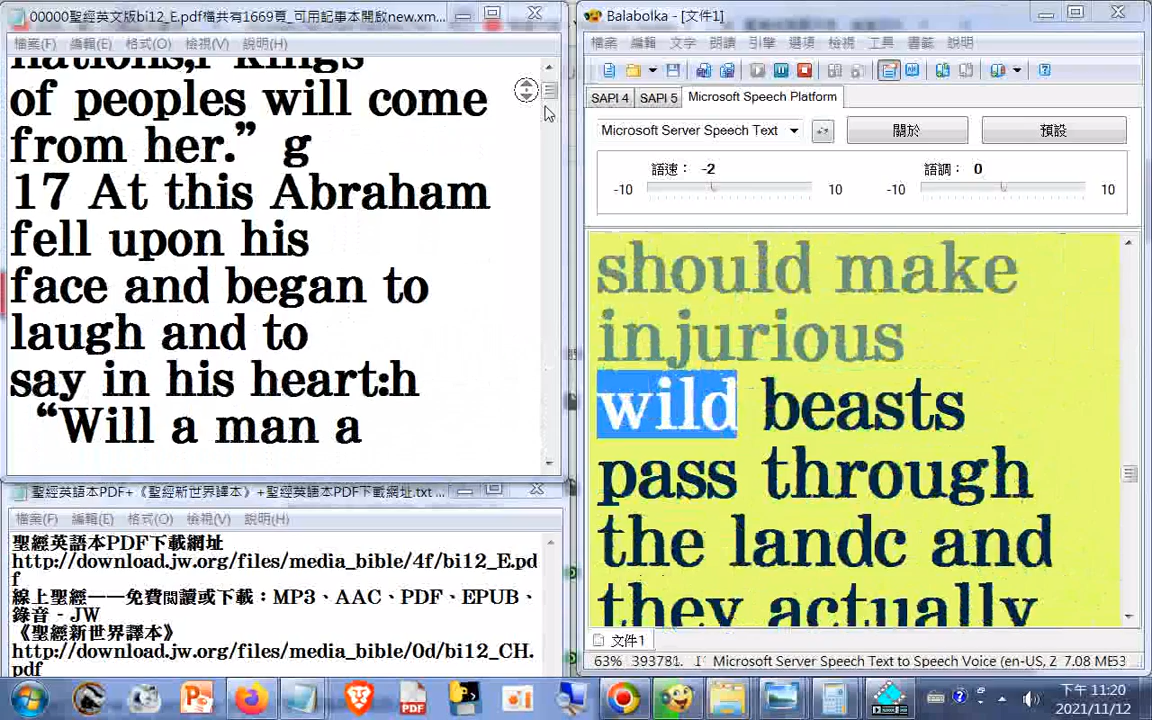 00000聖經英文版bi12_E.pdf檔共有1669頁_可用記事本開啟new.xm...
檔案(F) 編輯(E) 格式(O) 檢視(V) 說明(H)
nations,f kings
of peoples will come
from her.” g
17 At this Abraham
fell upon his
face and began to
laugh and to
say in his heart:h
“Will a man a
聖經英語本PDF+《聖經新世界譯本》+聖經英語本PDF下載網址.txt ...
檔案(F) 編輯(E) 格式(O) 檢視(V) 說明(H)
聖經英語本PDF下載網址
http://download.jw.org/files/media_bible/4f/bi12_E.pd
f
線上聖經——免費閱讀或下載：MP3、AAC、PDF、EPUB、
錄音 - JW
《聖經新世界譯本》
http://download.jw.org/files/media_bible/0d/bi12_CH.
pdf
Balabolka - [文件1]
檔案 編輯 文字 朗讀 引擎 選項 檢視 工具 書籤 說明
SAPI 4 SAPI 5 Microsoft Speech Platform
Microsoft Server Speech Text 關於 預設
語速： -2 語調： 0
-10 10 -10 10
should make
injurious
wild beasts
pass through
the landc and
they actually
文件1
63% 393781. Microsoft Server Speech Text to Speech Voice (en-US, Z 7.08 ME53
PDF
下午 11:20
2021/11/12